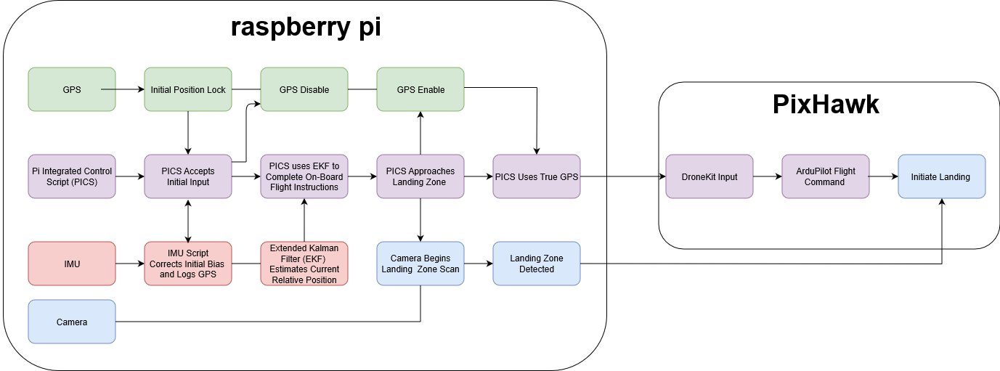 raspberry pi
PixHawk
GPS
Initial Position Lock
GPS Disable
GPS Enable
Pi Integrated Control
Script (PICS)
PICS Accepts
Initial Input
PICS uses EKF to
Complete On-Board
Flight Instructions
PICS Approaches
Landing Zone
PICS Uses True GPS
DroneKit Input
ArduPilot Flight
Command
Initiate Landing
IMU
IMU Script
Corrects Initial Bias
and Logs GPS
Extended Kalman
Filter (EKF)
Estimates Current
Relative Position
Camera Begins
Landing Zone Scan
Landing Zone
Detected
Camera